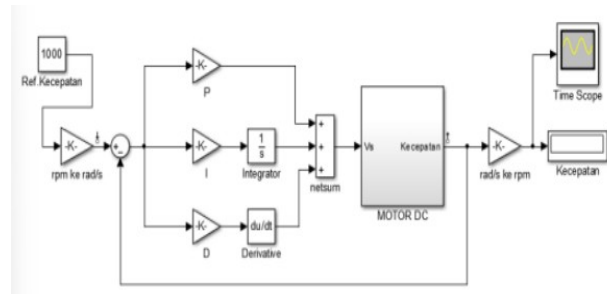 1000
Ref.Kecepatan
-K-
rpm ke rad/s
+
-
-K-
P
-K-
I
1
s
Integrator
-K-
D
du/dt
Derivative
+
+
+
netsum
Vs
Kecepatan
MOTOR DC
-K-
rad/s ke rpm
Time Scope
Kecepatan